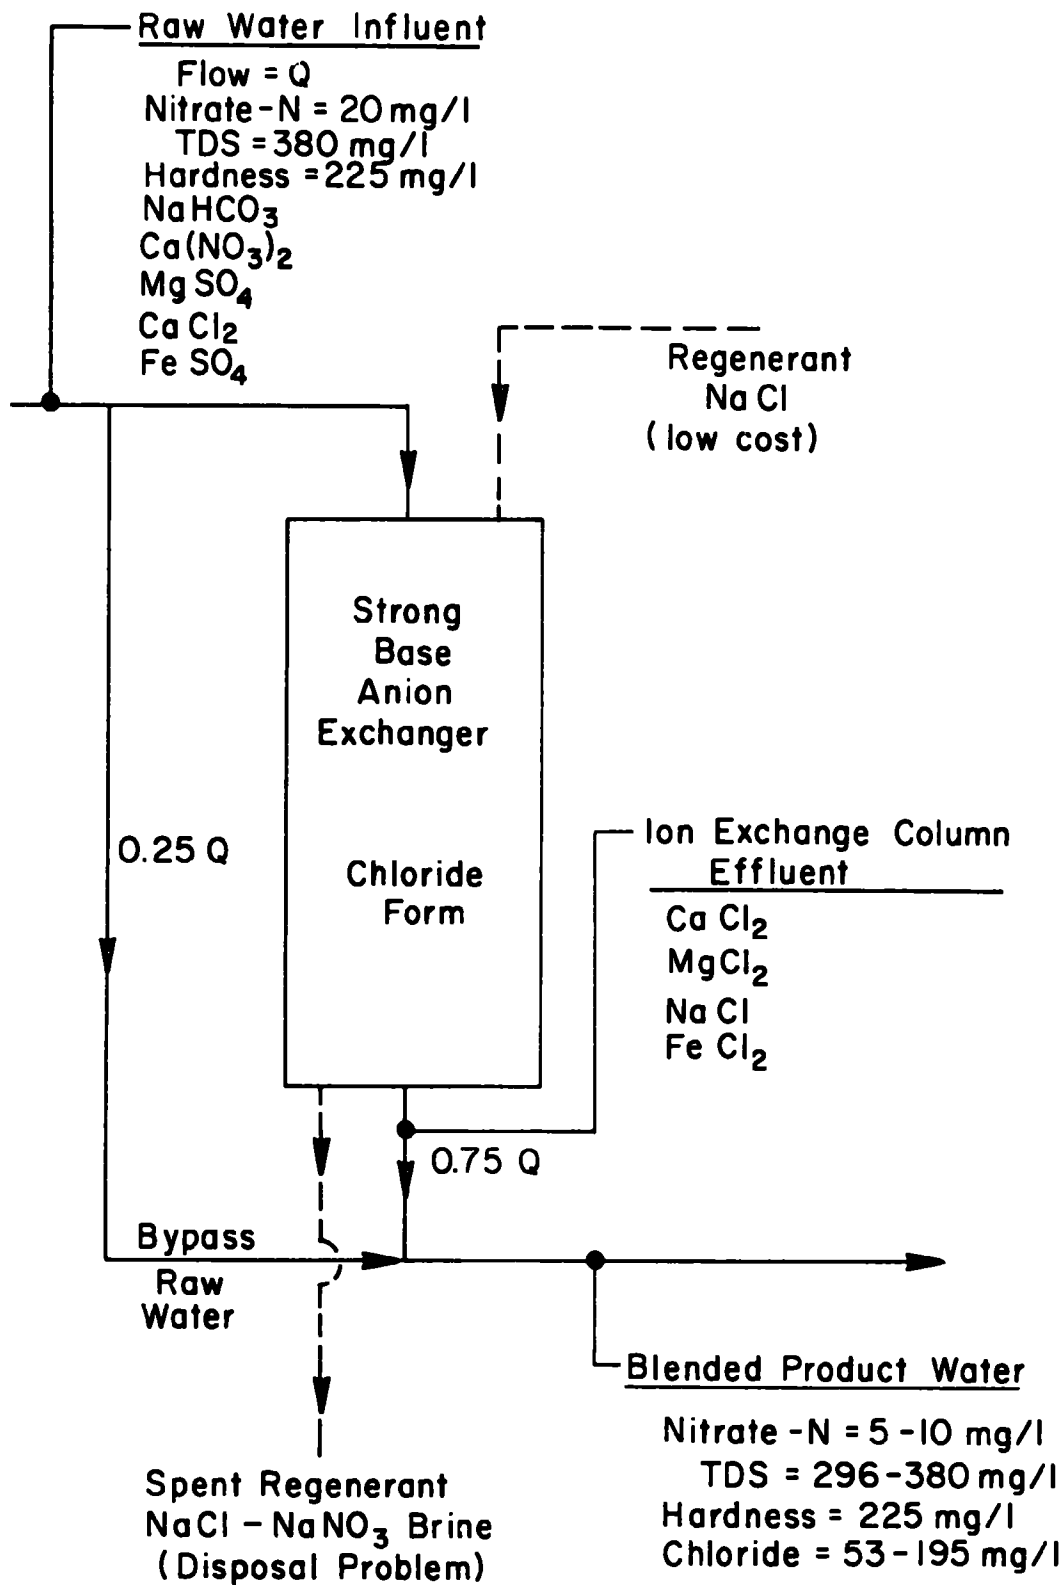 Raw Water Influent
Flow = Q
Nitrate-N = 20 mg/l
TDS = 380 mg/l
Hardness = 225 mg/l
NaHCO₃
Ca(NO₃)₂
MgSO₄
CaCl₂
FeSO₄
Regenerant
NaCl
(low cost)
Strong
Base
Anion
Exchanger
Chloride
Form
0.25 Q
Ion Exchange Column
Effluent
CaCl₂
MgCl₂
NaCl
FeCl₂
0.75 Q
Bypass
Raw
Water
Blended Product Water
Nitrate-N = 5-10 mg/l
TDS = 296-380 mg/l
Hardness = 225 mg/l
Chloride = 53-195 mg/l
Spent Regenerant
NaCl – NaNO₃ Brine
(Disposal Problem)